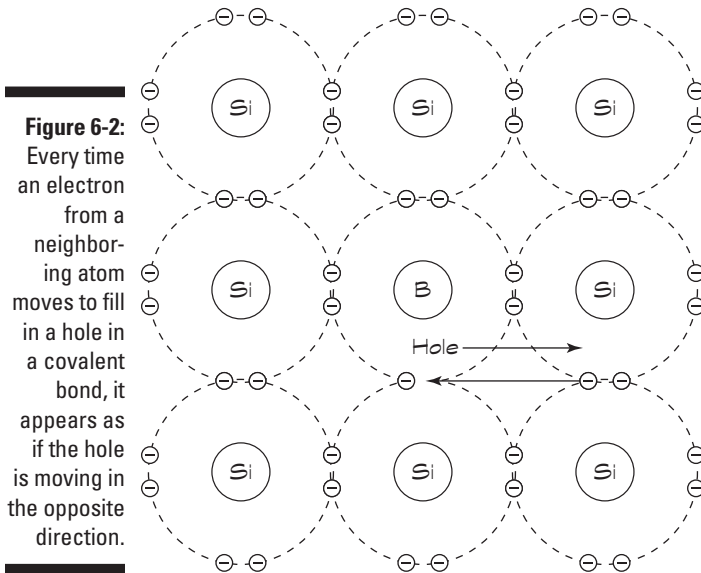 Si Si Si
Figure 6-2:
Every time
an electron
from a
neighbor-
ing atom
moves to fill
in a hole in
a covalent
bond, it
appears as
if the hole
is moving in
the opposite
direction.
Si B Si
Hole
Si Si Si